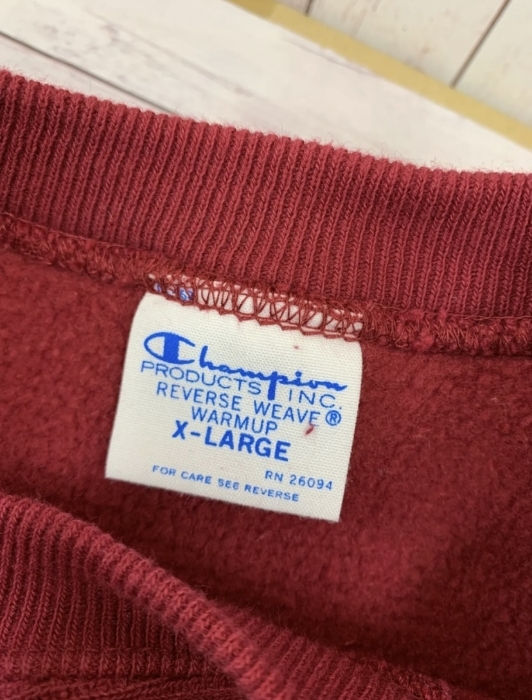 Champion
PRODUCTS INC.
REVERSE WEAVE®
WARMUP
X-LARGE
RN 26094
FOR CARE SEE REVERSE